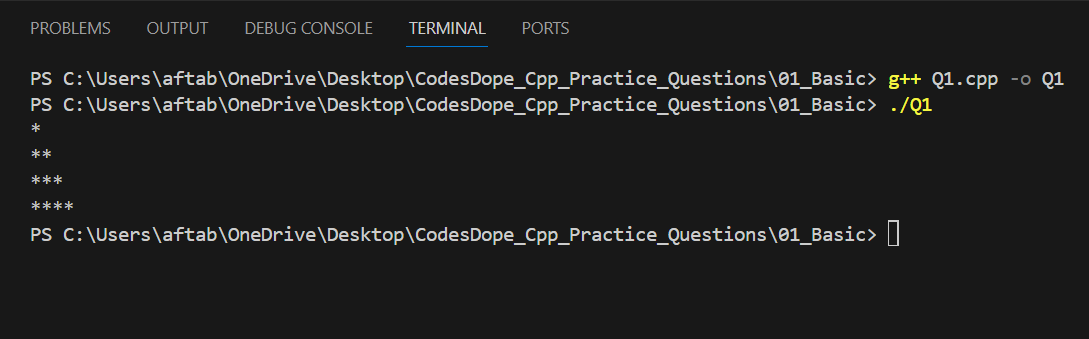 PROBLEMS OUTPUT DEBUG CONSOLE TERMINAL PORTS
PS C:\Users\aftab\OneDrive\Desktop\CodesDope_Cpp_Practice_Questions\01_Basic> g++ Q1.cpp -o Q1
PS C:\Users\aftab\OneDrive\Desktop\CodesDope_Cpp_Practice_Questions\01_Basic> ./Q1
*
**
***
****
PS C:\Users\aftab\OneDrive\Desktop\CodesDope_Cpp_Practice_Questions\01_Basic>